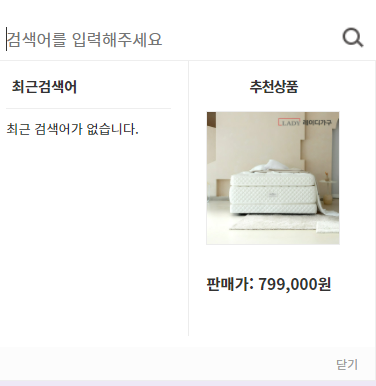 검색어를 입력해주세요
최근검색어
최근 검색어가 없습니다.
추천상품
LADY 레이디가구
판매가: 799,000원
닫기